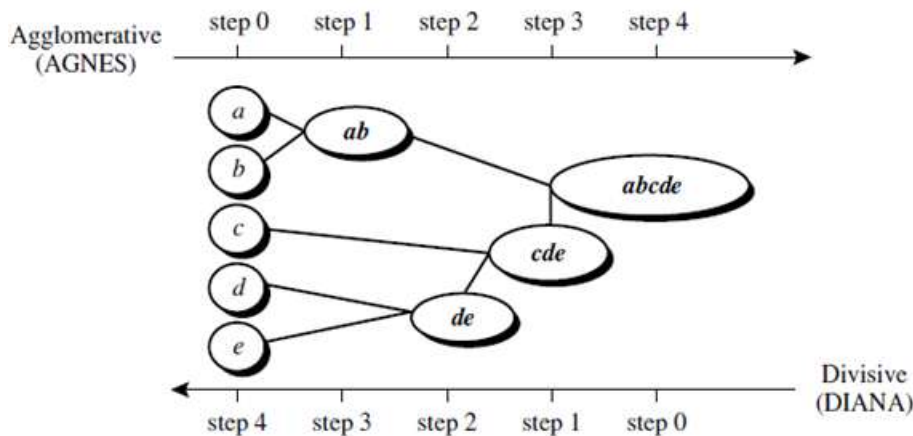 step 0 step 1 step 2 step 3 step 4
Agglomerative
(AGNES)
a
ab
b
abcde
c
cde
d
de
e
Divisive
(DIANA)
step 4 step 3 step 2 step 1 step 0